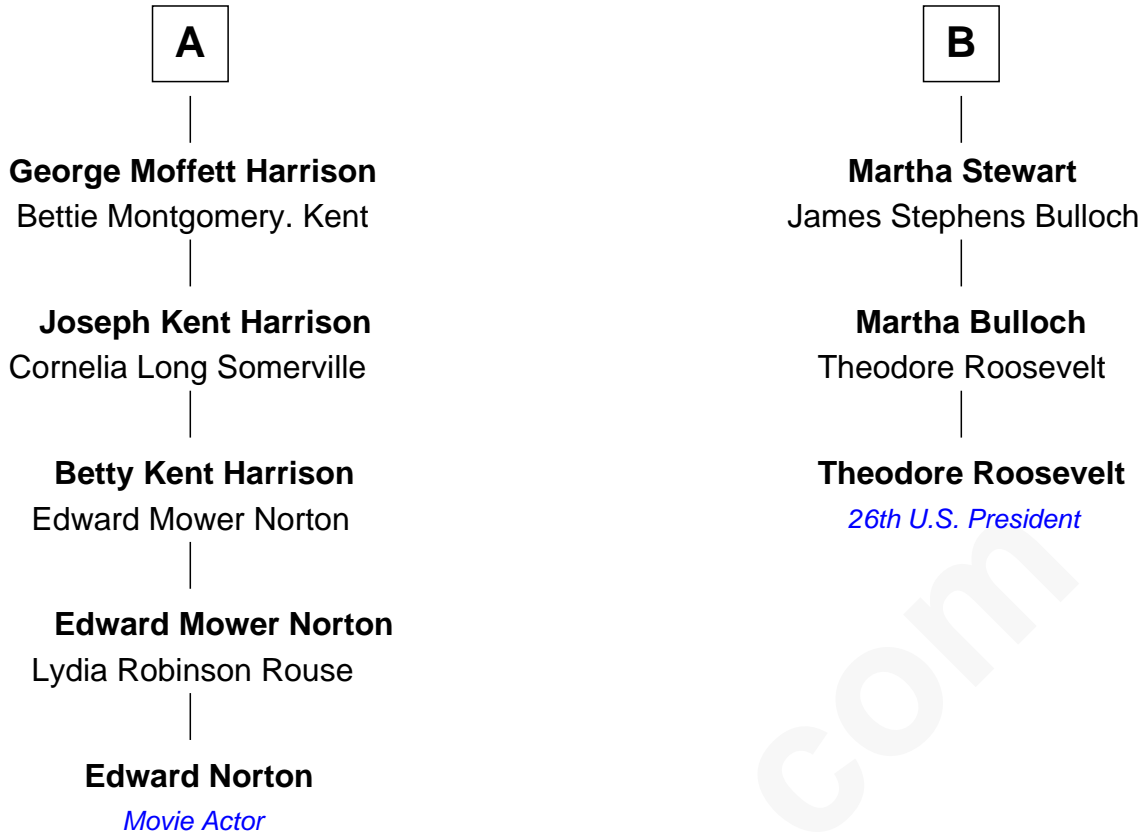 A
George Moffett Harrison
Bettie Montgomery. Kent
Joseph Kent Harrison
Cornelia Long Somerville
Betty Kent Harrison
Edward Mower Norton
Edward Mower Norton
Lydia Robinson Rouse
Edward Norton
Movie Actor
B
Martha Stewart
James Stephens Bulloch
Martha Bulloch
Theodore Roosevelt
Theodore Roosevelt
26th U.S. President
com